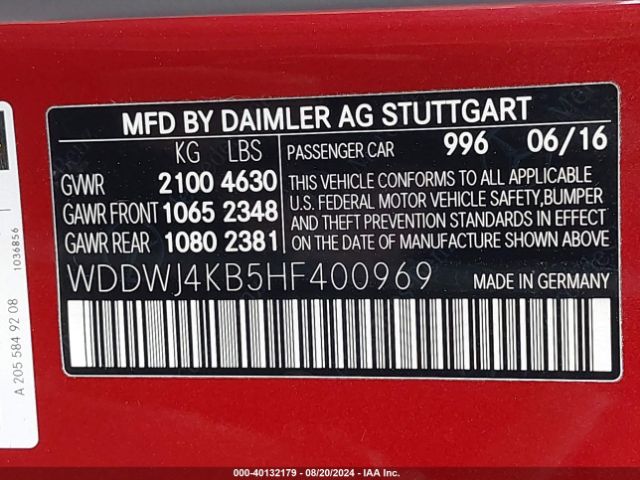 MFD BY DAIMLER AG STUTTGART
KG LBS
GVWR 2100 4630
GAWR FRONT 1065 2348
GAWR REAR 1080 2381
PASSENGER CAR 996 06/16
THIS VEHICLE CONFORMS TO ALL APPLICABLE
U.S. FEDERAL MOTOR VEHICLE SAFETY,BUMPER
AND THEFT PREVENTION STANDARDS IN EFFECT
ON THE DATE OF MANUFACTURE SHOWN ABOVE.
WDDWJ4KB5HF400969 MADE IN GERMANY
A 205 584 92 08
1036856
000-40132179 - 08/20/2024 - IAA Inc.